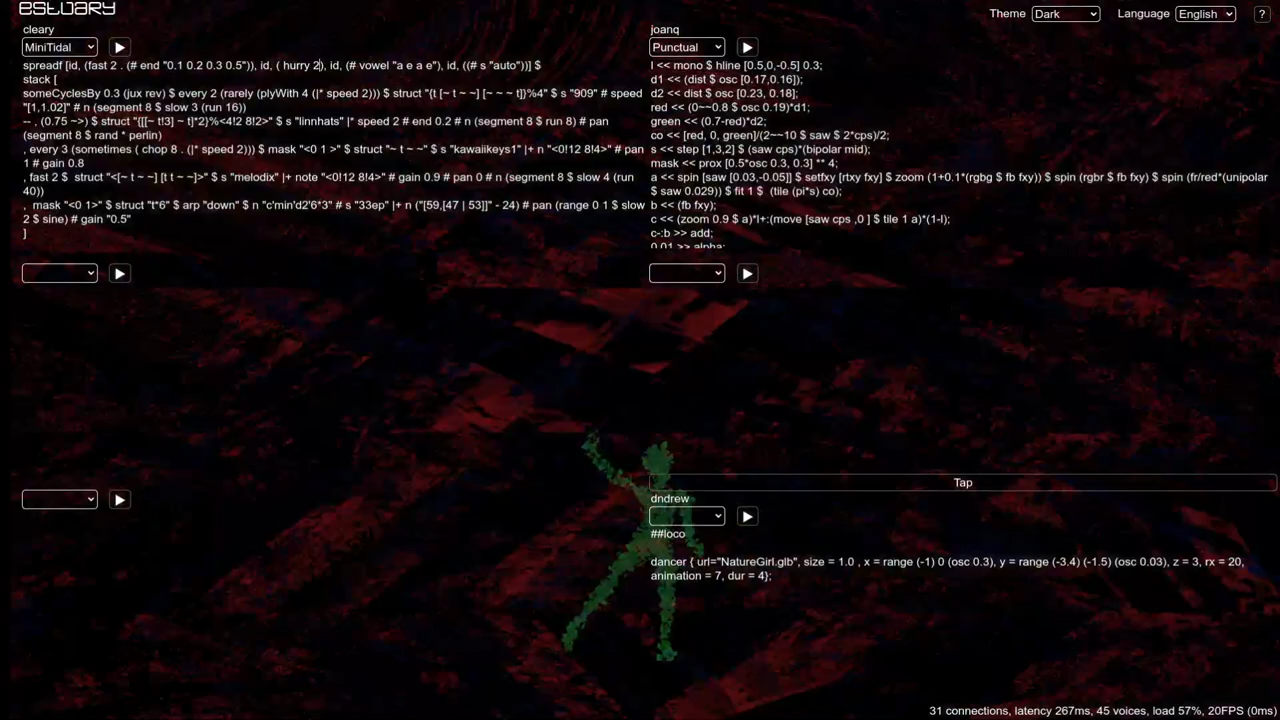 estuary
Theme Dark Language English ?
cleary
MiniTidal
spreadf [id, (fast 2 . (# end "0.1 0.2 0.3 0.5")), id, ( hurry 2), id, (# vowel "a e a e"), id, ((# s "auto"))] $
stack [
someCyclesBy 0.3 (jux rev) $ every 2 (rarely (plyWith 4 (|* speed 2))) $ struct "{t [~ t ~ ~] [~ ~ ~ t]}%4" $ s "909" # speed
"[1,1.02]" # n (segment 8 $ slow 3 (run 16))
-- , (0.75 ~>) $ struct "{[[~ t!3] ~ t]*2}%<4!2 8!2>" $ s "linnhats" |* speed 2 # end 0.2 # n (segment 8 $ run 8) # pan
(segment 8 $ rand * perlin)
, every 3 (sometimes ( chop 8 . (|* speed 2))) $ mask "<0 1 >" $ struct "~ t ~ ~" $ s "kawaiikeys1" |+ n "<0!12 8!4>" # pan
1 # gain 0.8
, fast 2 $  struct "<[~ t ~ ~] [t t ~ ~]>" $ s "melodix" |+ note "<0!12 8!4>" # gain 0.9 # pan 0 # n (segment 8 $ slow 4 (run
40))
,  mask "<0 1>" $ struct "t*6" $ arp "down" $ n "c'min'd2'6*3" # s "33ep" |+ n ("[59,[47 | 53]]" - 24) # pan (range 0 1 $ slow
2 $ sine) # gain "0.5"
]
joanq
Punctual
l << mono $ hline [0.5,0,-0.5] 0.3;
d1 << (dist $ osc [0.17,0.16]);
d2 << dist $ osc [0.23, 0.18];
red << (0~~0.8 $ osc 0.19)*d1;
green << (0.7-red)*d2;
co << [red, 0, green]/(2~~10 $ saw $ 2*cps)/2;
s << step [1,3,2] $ (saw cps)*(bipolar mid);
mask << prox [0.5*osc 0.3, 0.3] ** 4;
a << spin [saw [0.03,-0.05]] $ setfxy [rtxy fxy] $ zoom (1+0.1*(rgbg $ fb fxy)) $ spin (rgbr $ fb fxy) $ spin (fr/red*(unipolar
$ saw 0.029)) $ fit 1 $  (tile (pi*s) co);
b << (fb fxy);
c << (zoom 0.9 $ a)*l+:(move [saw cps ,0 ] $ tile 1 a)*(1-l);
c-:b >> add;
0.01 >> alpha;
Tap
dndrew
##loco
dancer { url="NatureGirl.glb", size = 1.0 , x = range (-1) 0 (osc 0.3), y = range (-3.4) (-1.5) (osc 0.03), z = 3, rx = 20,
animation = 7, dur = 4};
31 connections, latency 267ms, 45 voices, load 57%, 20FPS (0ms)